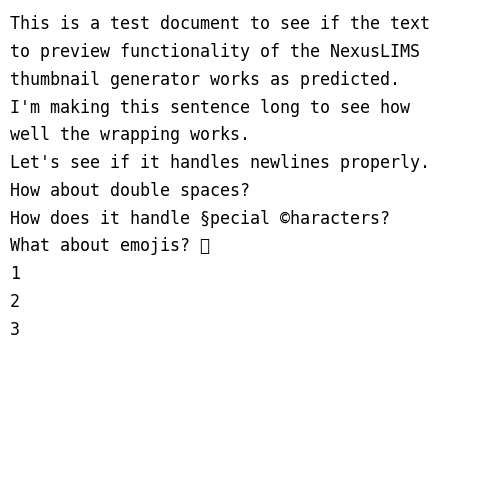 This is a test document to see if the text
to preview functionality of the NexusLIMS
thumbnail generator works as predicted.
I'm making this sentence long to see how
well the wrapping works.
Let's see if it handles newlines properly.
How about double spaces?
How does it handle §pecial ©haracters?
What about emojis? 
1
2
3